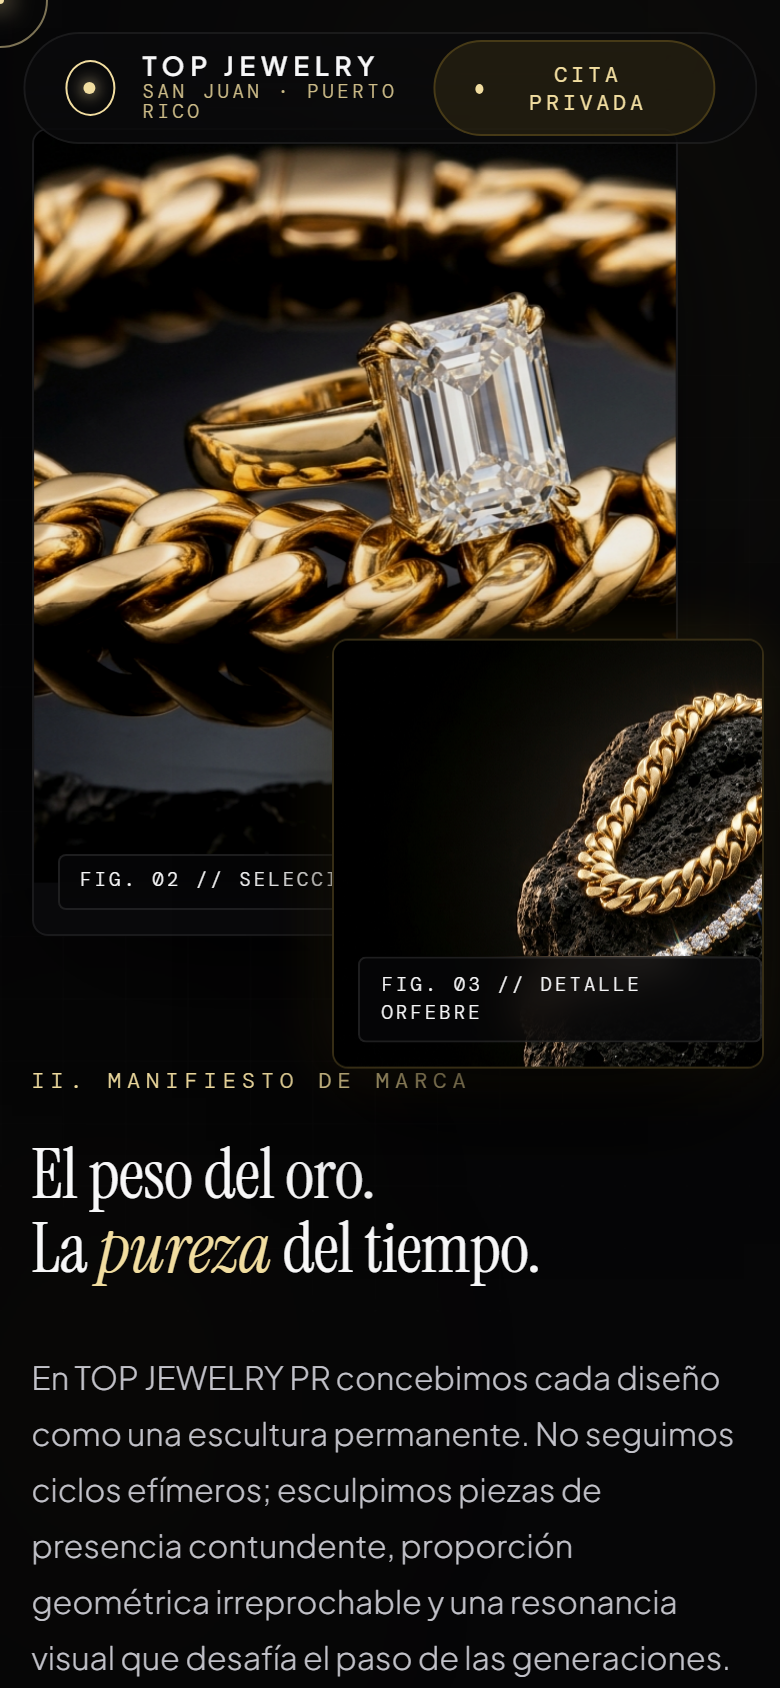 TOP JEWELRY
SAN JUAN · PUERTO
RICO
CITA
PRIVADA
FIG. 02 // SELECCI
FIG. 03 // DETALLE
ORFEBRE
II. MANIFIESTO DE MARCA
El peso del oro.
La pureza del tiempo.
En TOP JEWELRY PR concebimos cada diseño
como una escultura permanente. No seguimos
ciclos efímeros; esculpimos piezas de
presencia contundente, proporción
geométrica irreprochable y una resonancia
visual que desafía el paso de las generaciones.